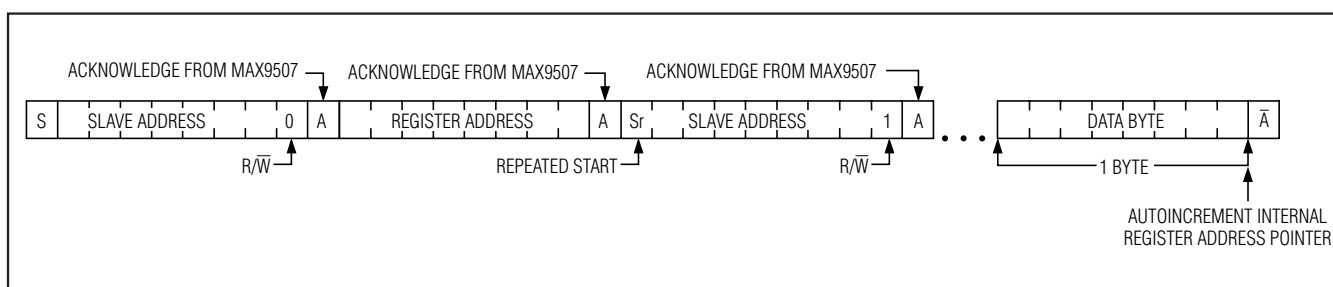 ACKNOWLEDGE FROM MAX9507 ACKNOWLEDGE FROM MAX9507 ACKNOWLEDGE FROM MAX9507
S SLAVE ADDRESS 0 A REGISTER ADDRESS A Sr SLAVE ADDRESS 1 A ... DATA BYTE A̅
R/W̅ REPEATED START R/W̅ 1 BYTE
AUTOINCREMENT INTERNAL
REGISTER ADDRESS POINTER